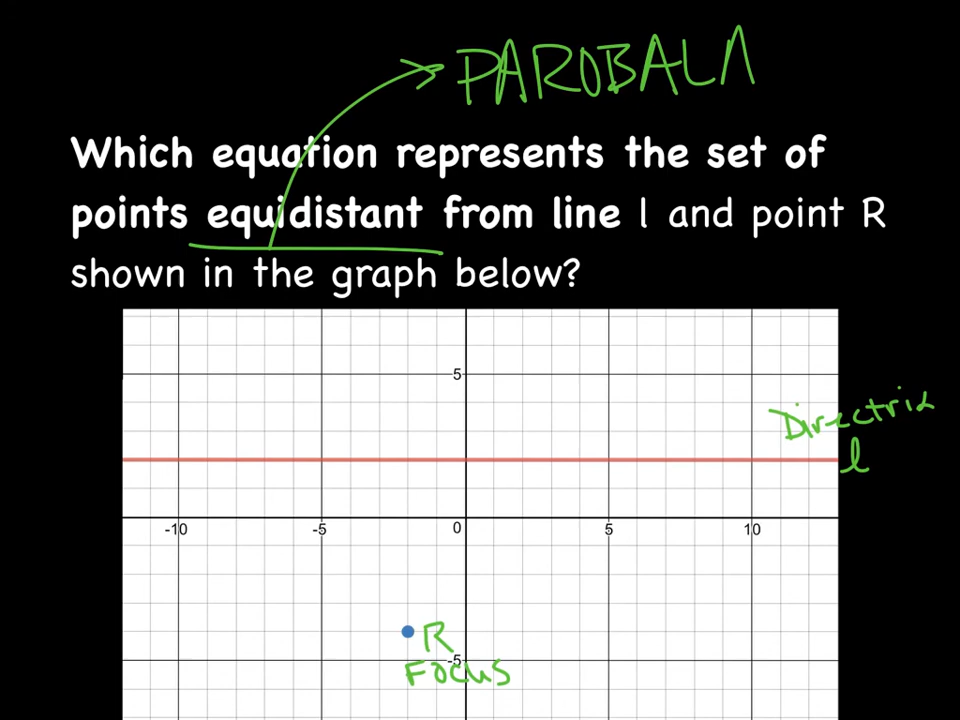 PAROBALA
Which equation represents the set of
points equidistant from line l and point R
shown in the graph below?
5
Directrix
l
-10 -5 0 5 10
R
-5
Focus